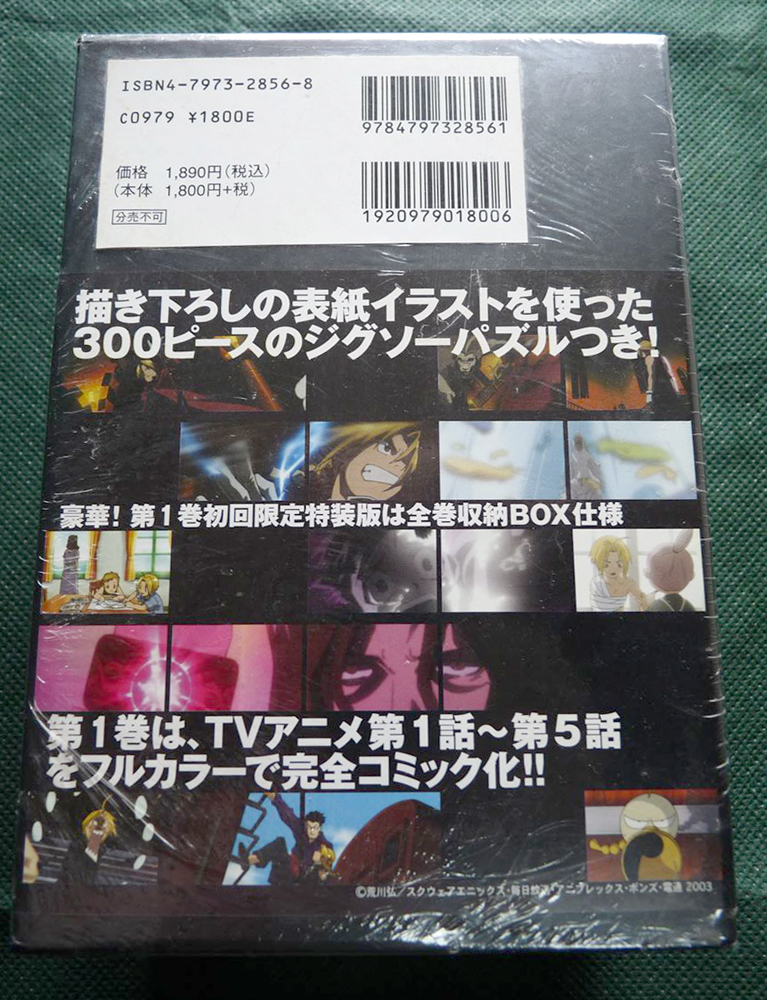 ISBN4-7973-2856-8
C0979 ¥1800E
9784797328561
価格 1,890円(税込)
(本体 1,800円+税)
1920979018006
分売不可
描き下ろしの表紙イラストを使った
300ピースのジグソーパズルつき!
豪華!第1巻初回限定特装版は全巻収納BOX仕様
第1巻は、TVアニメ第1話〜第5話
をフルカラーで完全コミック化!!
©荒川弘/スクウェアエニックス・毎日放送・アニプレックス・ボンズ・電通 2003